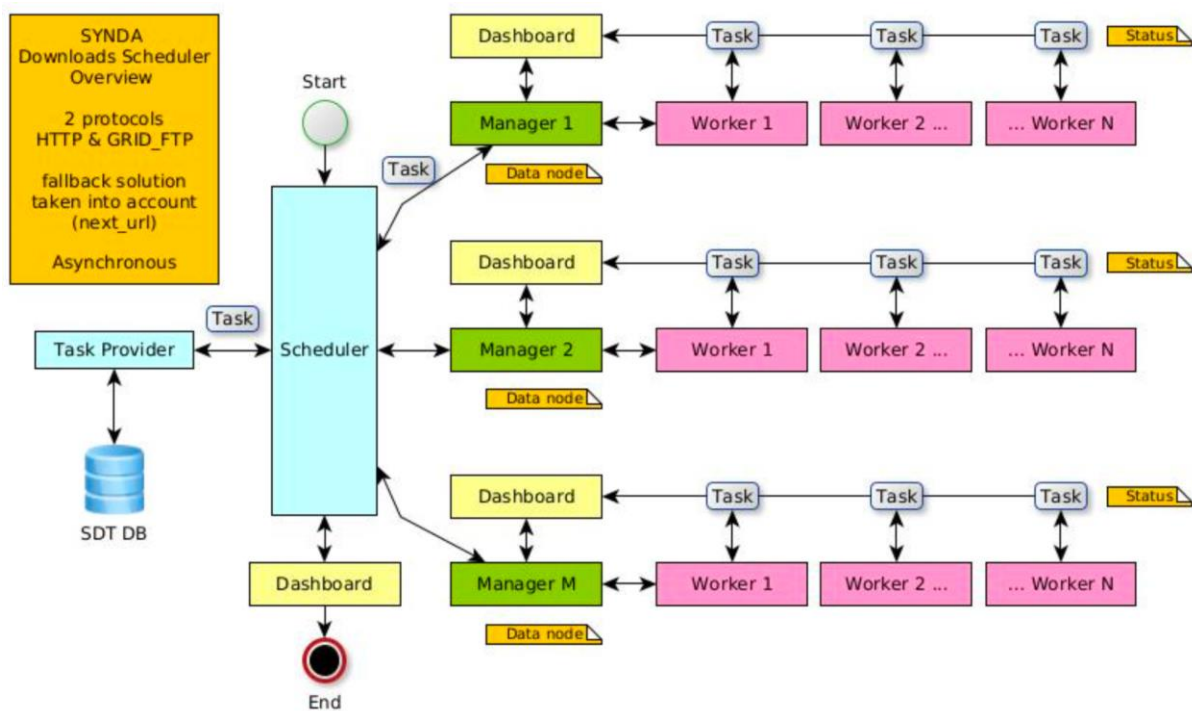 SYNDA
Downloads Scheduler
Overview
2 protocols
HTTP & GRID_FTP
fallback solution
taken into account
(next_url)
Asynchronous
Start
Dashboard
Task
Task
Task
Status
Manager 1
Worker 1
Worker 2 ...
... Worker N
Task
Data node
Dashboard
Task
Task
Task
Status
Task
Task Provider
Scheduler
Manager 2
Worker 1
Worker 2 ...
... Worker N
Data node
SDT DB
Dashboard
Task
Task
Task
Status
Dashboard
Manager M
Worker 1
Worker 2 ...
... Worker N
Data node
End